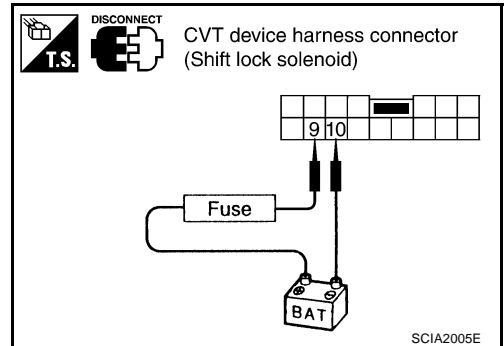 DISCONNECT
T.S.
CVT device harness connector
(Shift lock solenoid)
9 10
Fuse
BAT
SCIA2005E